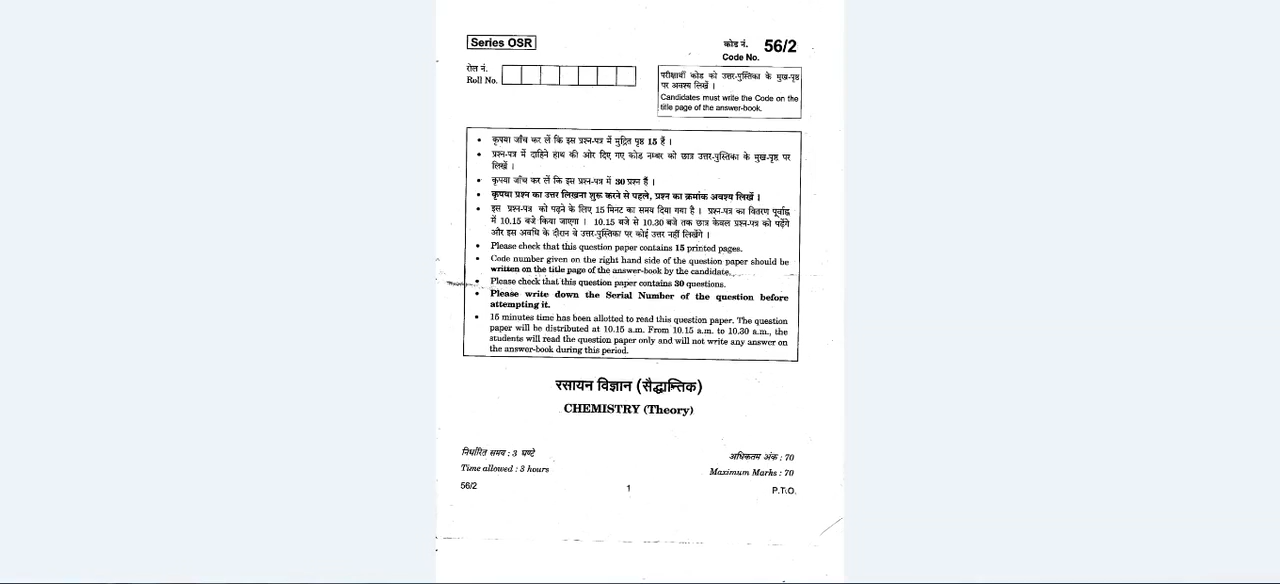 Series OSR
कोड नं. 56/2
Code No.
रोल नं.
Roll No.
परीक्षार्थी कोड को उत्तर-पुस्तिका के मुख-पृष्ठ
पर अवश्य लिखें ।
Candidates must write the Code on the
title page of the answer-book.
• कृपया जाँच कर लें कि इस प्रश्न-पत्र में मुद्रित पृष्ठ 15 हैं ।
• प्रश्न-पत्र में दाहिने हाथ की ओर दिए गए कोड नम्बर को छात्र उत्तर-पुस्तिका के मुख-पृष्ठ पर
लिखें ।
• कृपया जाँच कर लें कि इस प्रश्न-पत्र में 30 प्रश्न हैं ।
• कृपया प्रश्न का उत्तर लिखना शुरू करने से पहले, प्रश्न का क्रमांक अवश्य लिखें ।
• इस प्रश्न-पत्र को पढ़ने के लिए 15 मिनट का समय दिया गया है । प्रश्न-पत्र का वितरण पूर्वाह्न
में 10.15 बजे किया जाएगा । 10.15 बजे से 10.30 बजे तक छात्र केवल प्रश्न-पत्र को पढ़ेंगे
और इस अवधि के दौरान वे उत्तर-पुस्तिका पर कोई उत्तर नहीं लिखेंगे ।
• Please check that this question paper contains 15 printed pages.
• Code number given on the right hand side of the question paper should be
written on the title page of the answer-book by the candidate.
• Please check that this question paper contains 30 questions.
• Please write down the Serial Number of the question before
attempting it.
• 15 minutes time has been allotted to read this question paper. The question
paper will be distributed at 10.15 a.m. From 10.15 a.m. to 10.30 a.m., the
students will read the question paper only and will not write any answer on
the answer-book during this period.
रसायन विज्ञान (सैद्धान्तिक)
CHEMISTRY (Theory)
निर्धारित समय : 3 घण्टे
अधिकतम अंक : 70
Time allowed : 3 hours
Maximum Marks : 70
56/2
1
P.T.O.